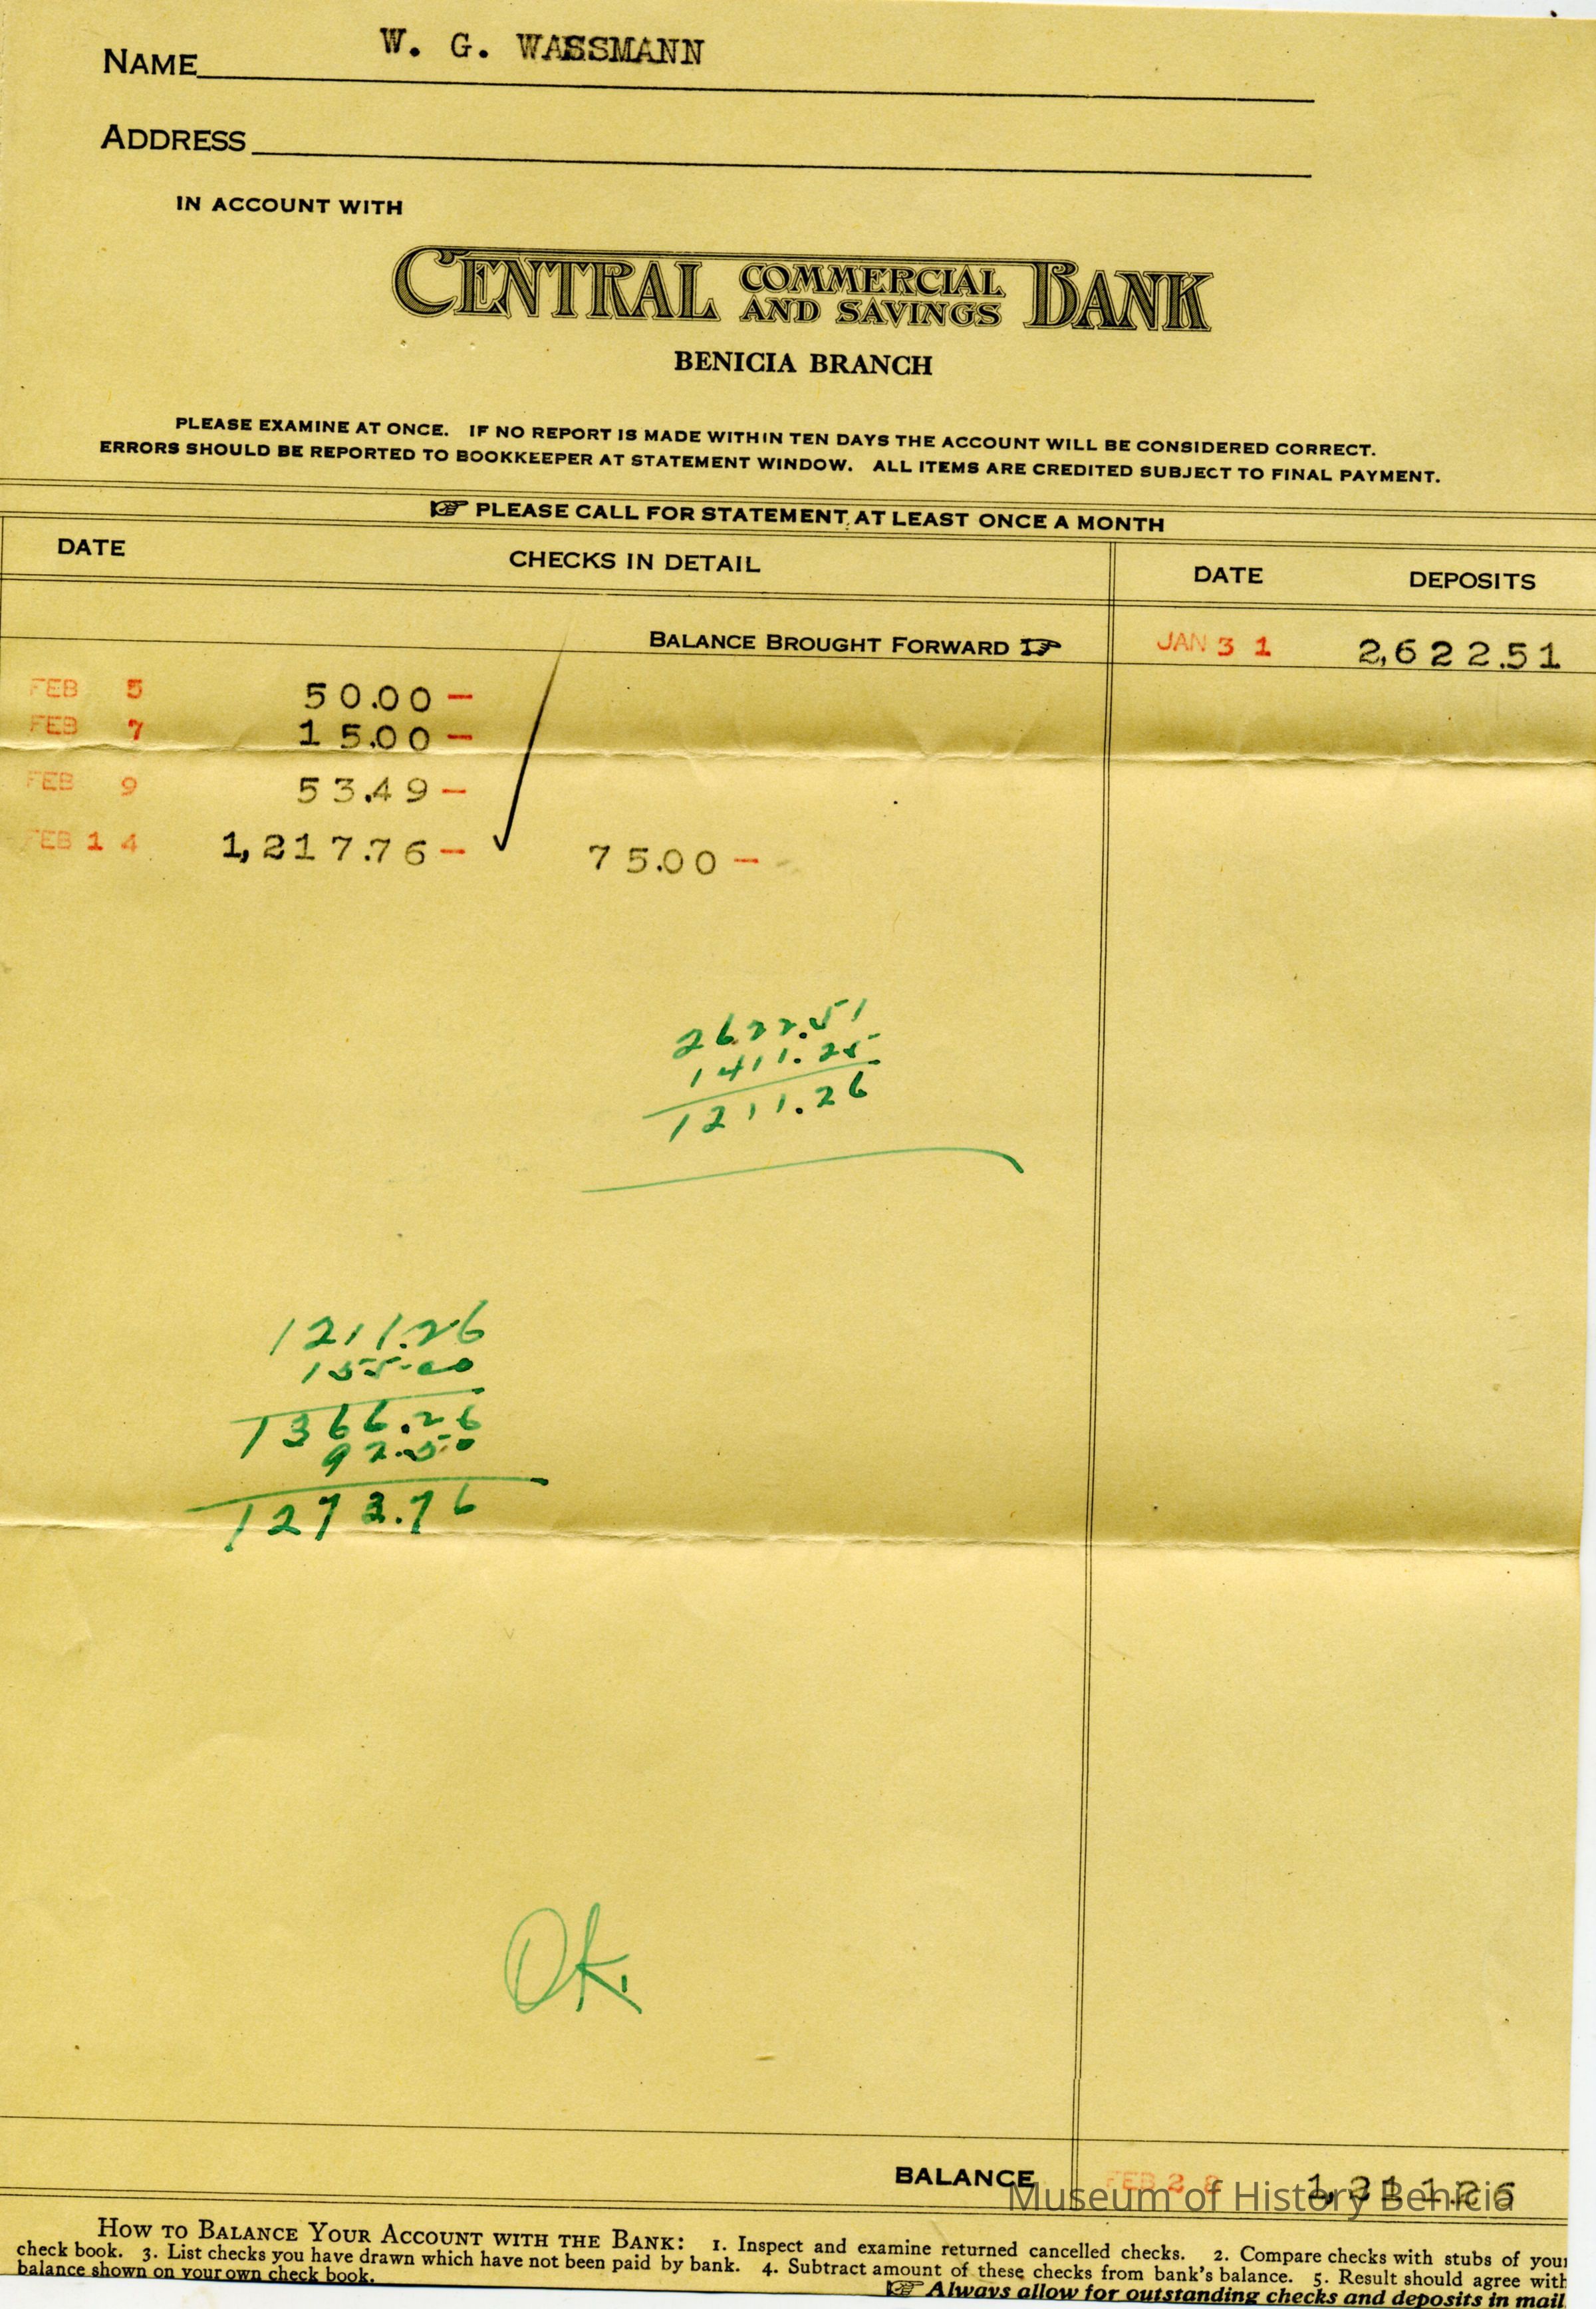 NAME W. G. WASSMANN
ADDRESS
IN ACCOUNT WITH
CENTRAL COMMERCIAL AND SAVINGS BANK
BENICIA BRANCH
PLEASE EXAMINE AT ONCE. IF NO REPORT IS MADE WITHIN TEN DAYS THE ACCOUNT WILL BE CONSIDERED CORRECT.
ERRORS SHOULD BE REPORTED TO BOOKKEEPER AT STATEMENT WINDOW. ALL ITEMS ARE CREDITED SUBJECT TO FINAL PAYMENT.
☞ PLEASE CALL FOR STATEMENT AT LEAST ONCE A MONTH
DATE CHECKS IN DETAIL DATE DEPOSITS
BALANCE BROUGHT FORWARD ☞ JAN 31 2,622.51
FEB 5 50.00 -
FEB 7 15.00 -
FEB 9 53.49 -
FEB 14 1,217.76 - ✓ 75.00 -
2622.51
1411.25
1211.26
1211.26
155.00
1366.26
92.50
1273.76
OK.
BALANCE FEB 28 1,211.26
Museum of History Benicia
HOW TO BALANCE YOUR ACCOUNT WITH THE BANK: 1. Inspect and examine returned cancelled checks. 2. Compare checks with stubs of your
check book. 3. List checks you have drawn which have not been paid by bank. 4. Subtract amount of these checks from bank's balance. 5. Result should agree with
balance shown on your own check book.
☞ Always allow for outstanding checks and deposits in mail